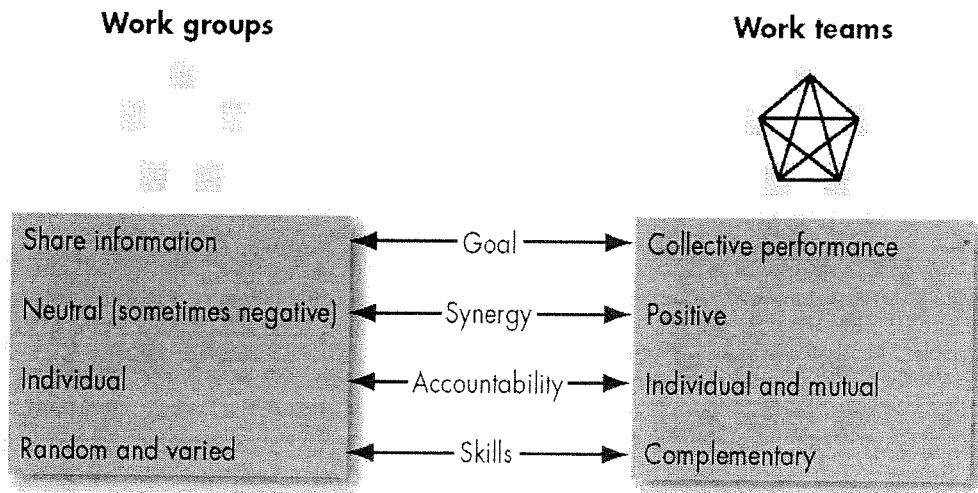 Work groups
Work teams
Share information
Goal
Collective performance
Neutral (sometimes negative)
Synergy
Positive
Individual
Accountability
Individual and mutual
Random and varied
Skills
Complementary